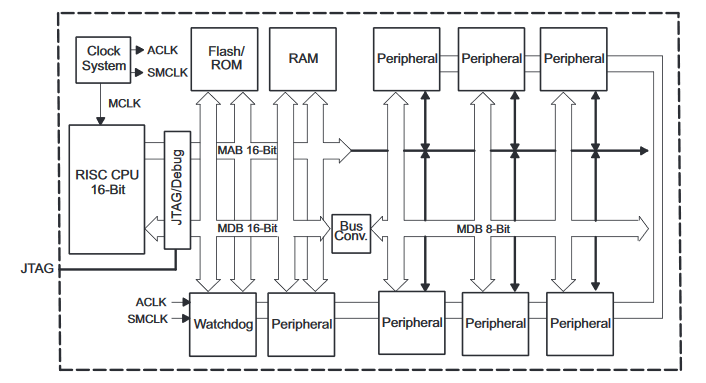 Clock
System
ACLK
SMCLK
Flash/
ROM
RAM
Peripheral
Peripheral
Peripheral
MCLK
RISC CPU
16-Bit
JTAG/Debug
MAB 16-Bit
MDB 16-Bit
Bus
Conv.
MDB 8-Bit
JTAG
ACLK
SMCLK
Watchdog
Peripheral
Peripheral
Peripheral
Peripheral